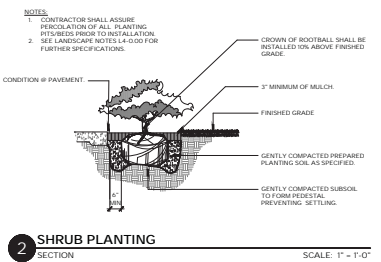 NOTES:
1. CONTRACTOR SHALL ASSURE
PERCOLATION OF ALL PLANTING
PITS/BEDS PRIOR TO INSTALLATION.
2. SEE LANDSCAPE NOTES L4-0.00 FOR
FURTHER SPECIFICATIONS.
CROWN OF ROOTBALL SHALL BE
INSTALLED 10% ABOVE FINISHED
GRADE.
CONDITION @ PAVEMENT.
3" MINIMUM OF MULCH.
FINISHED GRADE
GENTLY COMPACTED PREPARED
PLANTING SOIL AS SPECIFIED.
GENTLY COMPACTED SUBSOIL
TO FORM PEDESTAL
PREVENTING SETTLING.
6"
MIN
2
SHRUB PLANTING
SECTION
SCALE: 1" = 1'-0"